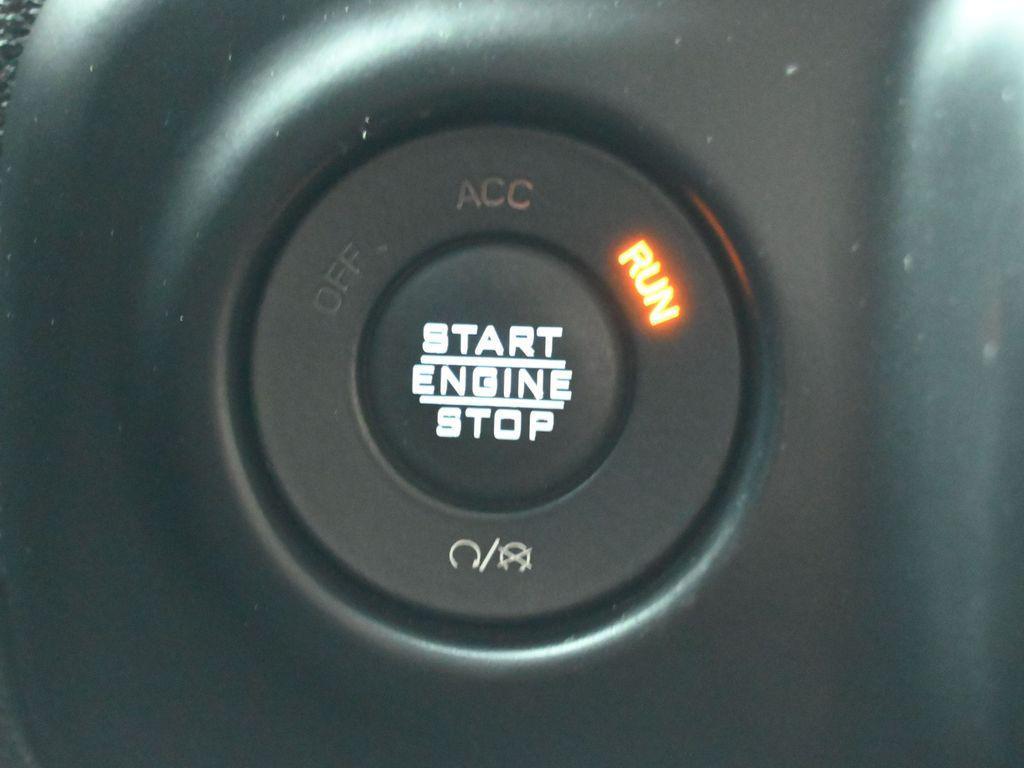 ACC
OFF
RUN
START
ENGINE
STOP